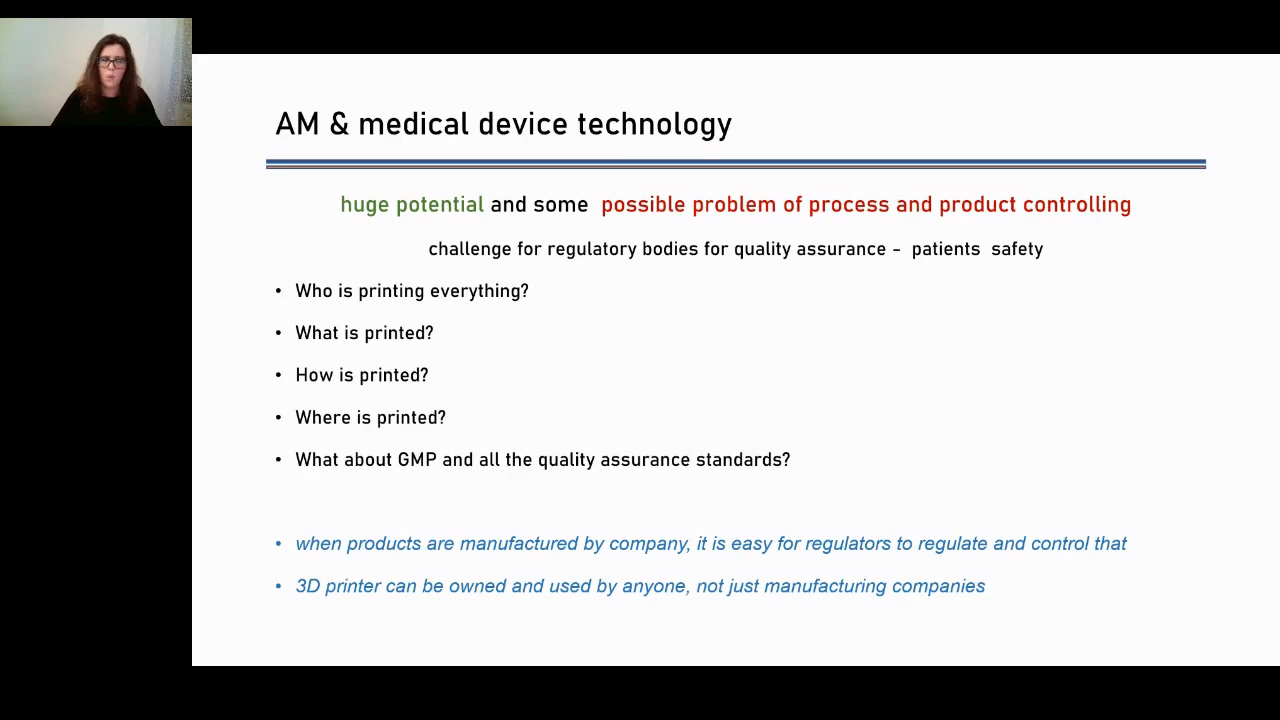 AM & medical device technology
huge potential and some possible problem of process and product controlling
challenge for regulatory bodies for quality assurance - patients safety
• Who is printing everything?
• What is printed?
• How is printed?
• Where is printed?
• What about GMP and all the quality assurance standards?
• when products are manufactured by company, it is easy for regulators to regulate and control that
• 3D printer can be owned and used by anyone, not just manufacturing companies